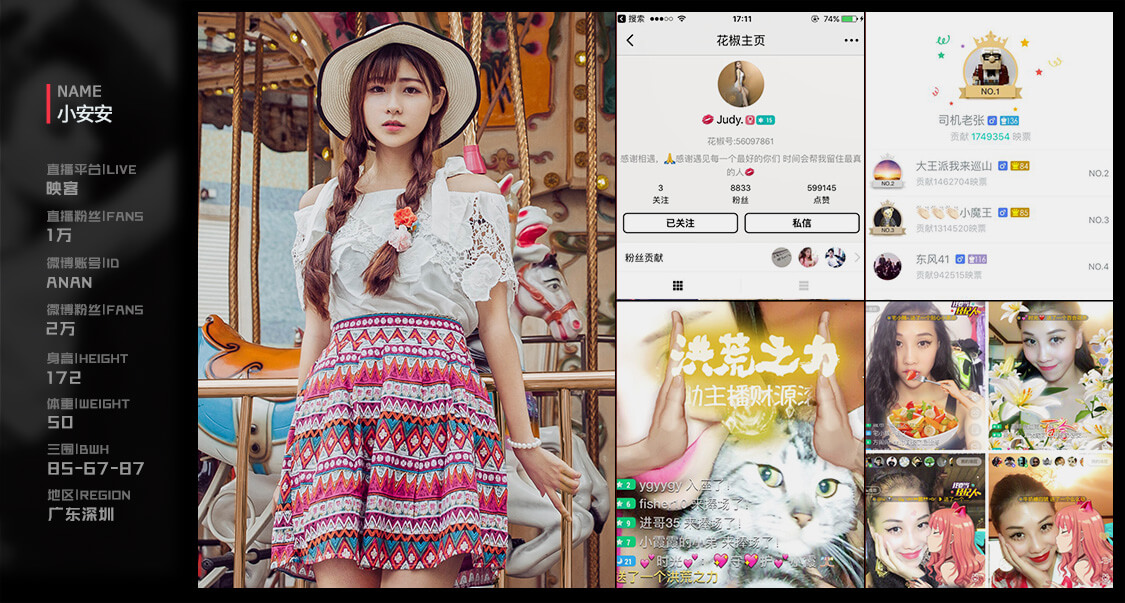 NAME
小安安
直播平台|LIVE
映客
直播粉丝|FANS
1万
微博账号|ID
ANAN
微博粉丝|FANS
2万
身高|HEIGHT
172
体重|WEIGHT
50
三围|BWH
85-67-87
地区|REGION
广东深圳
搜索
17:11
74%
花椒主页
Judy.
15
花椒号:56097861
感谢相遇，🙏感谢遇见每一个最好的你们 时间会帮我留住最真
的人💋
3
8833
599145
关注
粉丝
点赞
已关注
私信
粉丝贡献
NO.1
司机老张
136
贡献 1749354 映票
NO.2
大王派我来巡山
84
贡献1462704映票
NO.2
NO.3
👏🏻👏🏻👏🏻小魔王
85
贡献1314520映票
NO.3
东风41
116
贡献942515映票
NO.4
洪荒之力
助主播财源
2 ygyygy 入座了!
6 fisher10 来捧场了!
9 进哥35 来捧场了!
7 小霞霞的小笨 来捧场了!
21
送了一个洪荒之力